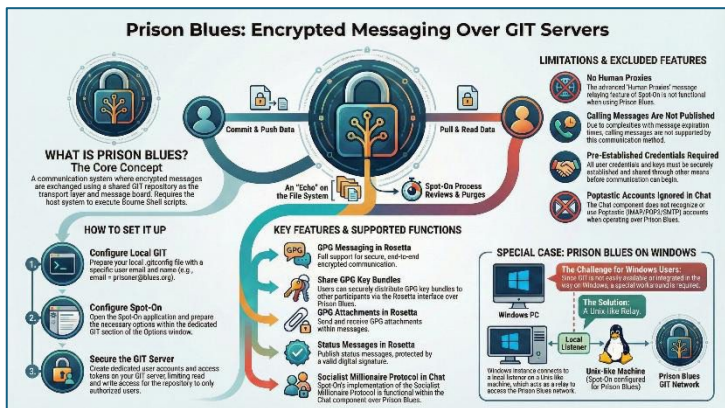 Prison Blues: Encrypted Messaging Over GIT Servers
Commit & Push Data
Pull & Read Data
An "Echo" on
the File System
Spot-On Process
Reviews & Purges
WHAT IS PRISON BLUES?
The Core Concept
A communication system where encrypted messages
are exchanged using a shared GIT repository as the
transport layer and message board. Requires the
host system to execute Bourne Shell scripts.
HOW TO SET IT UP
1.
Configure Local GIT
Prepare your local .gitconfig file with a
specific user email and name (e.g.,
email = prisoner@blues.org).
2.
Configure Spot-On
Open the Spot-On application and prepare
the necessary options within the dedicated
GIT section of the Options window.
3.
Secure the GIT Server
Create dedicated user accounts and access
tokens on your GIT server, limiting read
and write access for the repository to only
authorized users.
KEY FEATURES & SUPPORTED FUNCTIONS
GPG
GPG Messaging in Rosetta
Full support for secure, end-to-end
encrypted communication.
Share GPG Key Bundles
Users can securely distribute GPG key bundles to
other participants via the Rosetta interface over
Prison Blues.
GPG Attachments in Rosetta
Send and receive GPG attachments
within messages.
Status Messages in Rosetta
Publish status messages, protected by
a valid digital signature.
Socialist Millionaire Protocol in Chat
Spot-On's implementation of the Socialist
Millionaire Protocol is functional within the
Chat component over Prison Blues.
LIMITATIONS & EXCLUDED FEATURES
No Human Proxies
The advanced 'Human Proxies' message
relaying feature of Spot-On is not functional
when using Prison Blues.
Calling Messages Are Not Published
Due to complexities with message expiration
times, calling messages are not supported by
this communication method.
Pre-Established Credentials Required
All user credentials and keys must be securely
established and shared through other means
before communication can begin.
Poptastic Accounts Ignored in Chat
The Chat component does not recognize or
use Poptastic (IMAP/POP3/SMTP) accounts
when operating over Prison Blues.
SPECIAL CASE: PRISON BLUES ON WINDOWS
The Challenge for Windows Users:
Since GIT is not easily available or integrated in the
way on Windows, a special workaround is required.
The Solution:
A Unix-like Relay.
Windows PC
Local
Listener
Windows instance connects
to a local listener on a Unix-like
machine, which acts as a relay to
access the Prison Blues network.
Unix-like Machine
(Spot-On configured
for Prison Blues)
Prison Blues
GIT Network